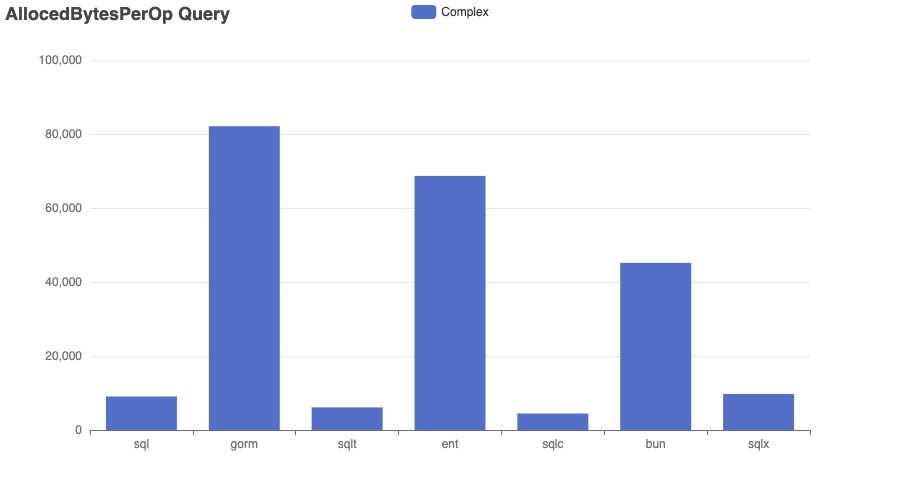 AllocedBytesPerOp Query
Complex
100,000
80,000
60,000
40,000
20,000
0
sql gorm sqlt ent sqlc bun sqlx